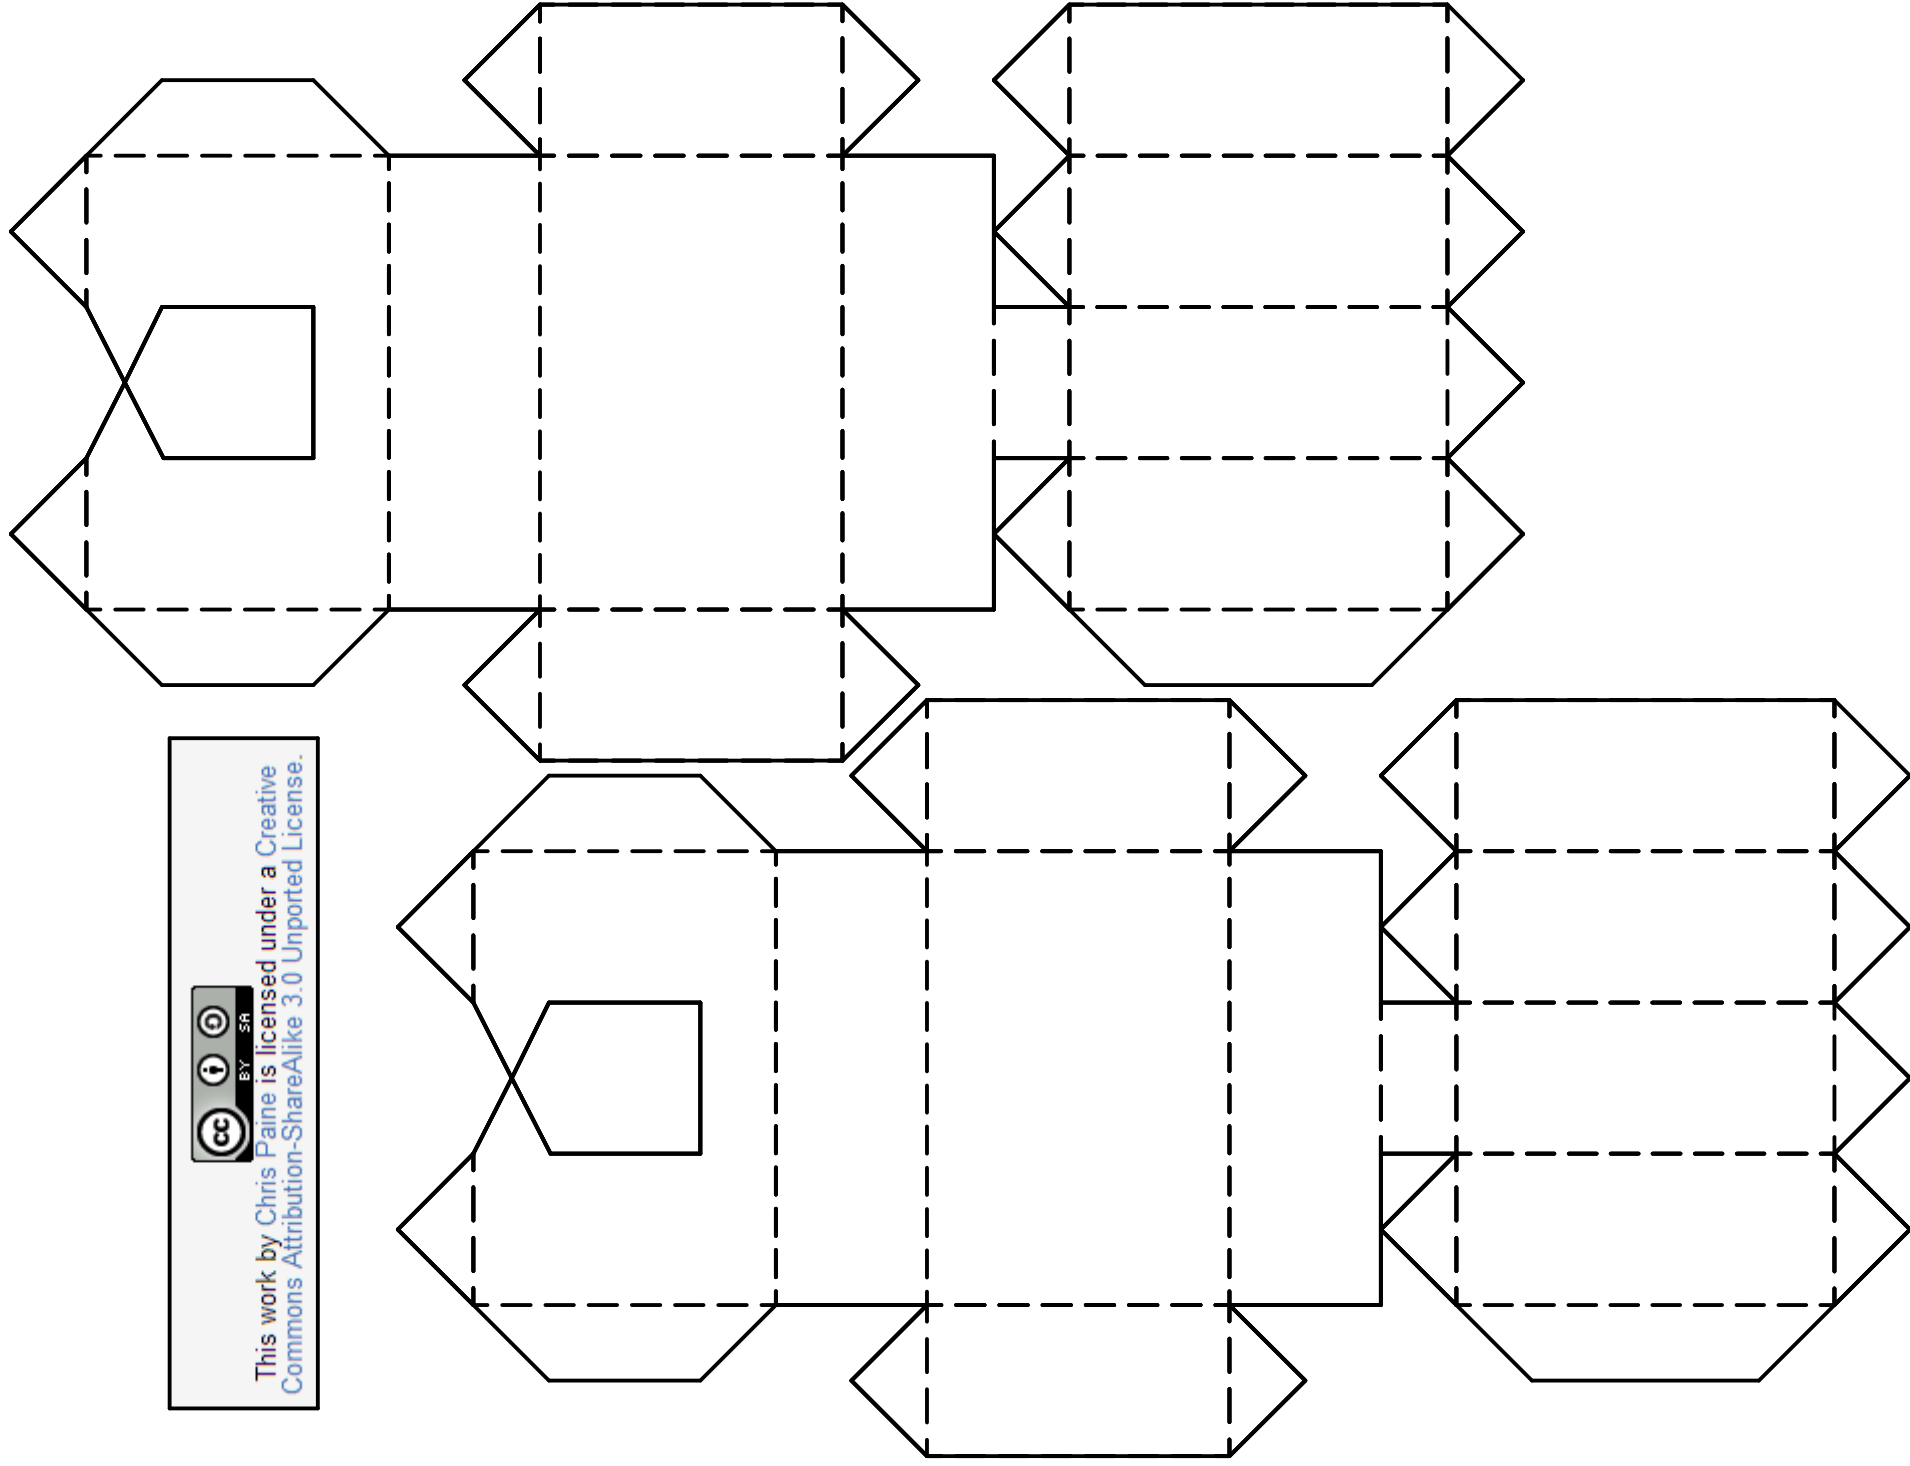 cc
BY SA
This work by Chris Paine is licensed under a Creative
Commons Attribution-ShareAlike 3.0 Unported License.